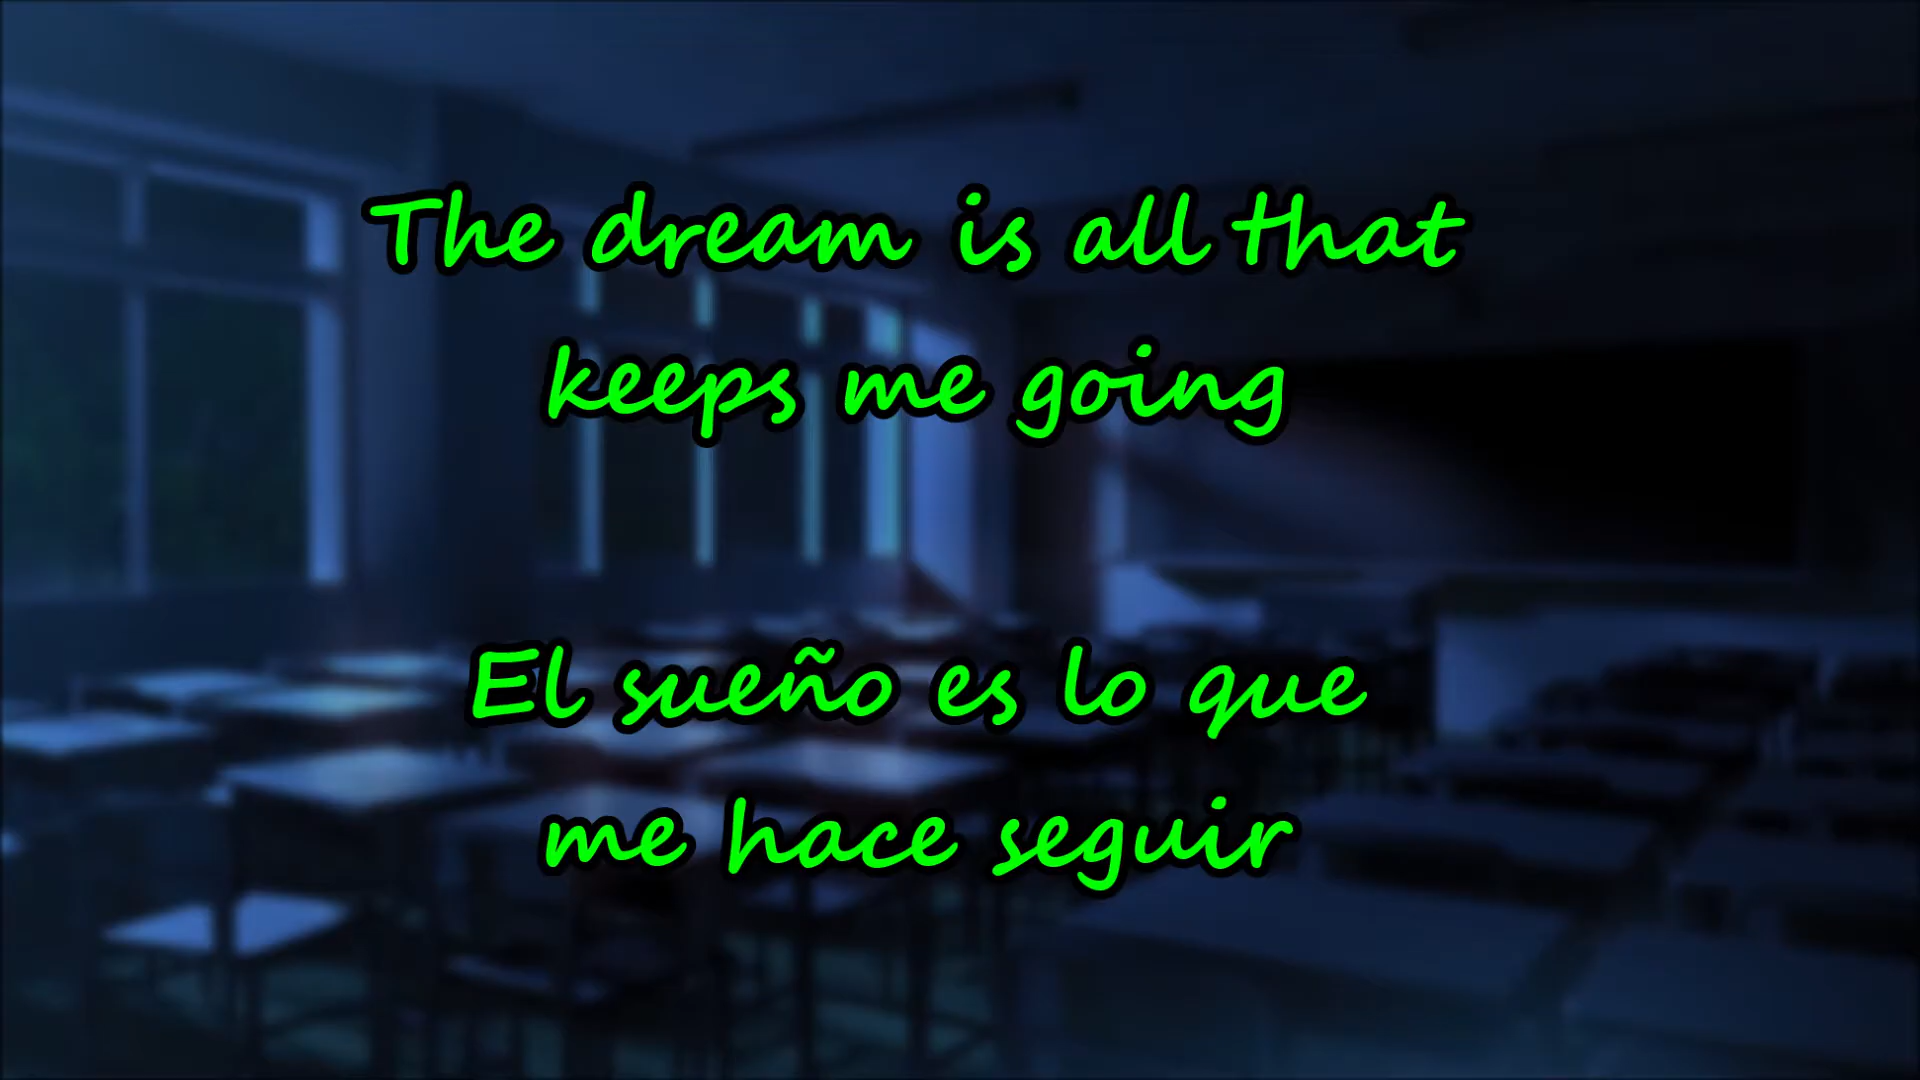 The dream is all that
keeps me going
El sueño es lo que
me hace seguir